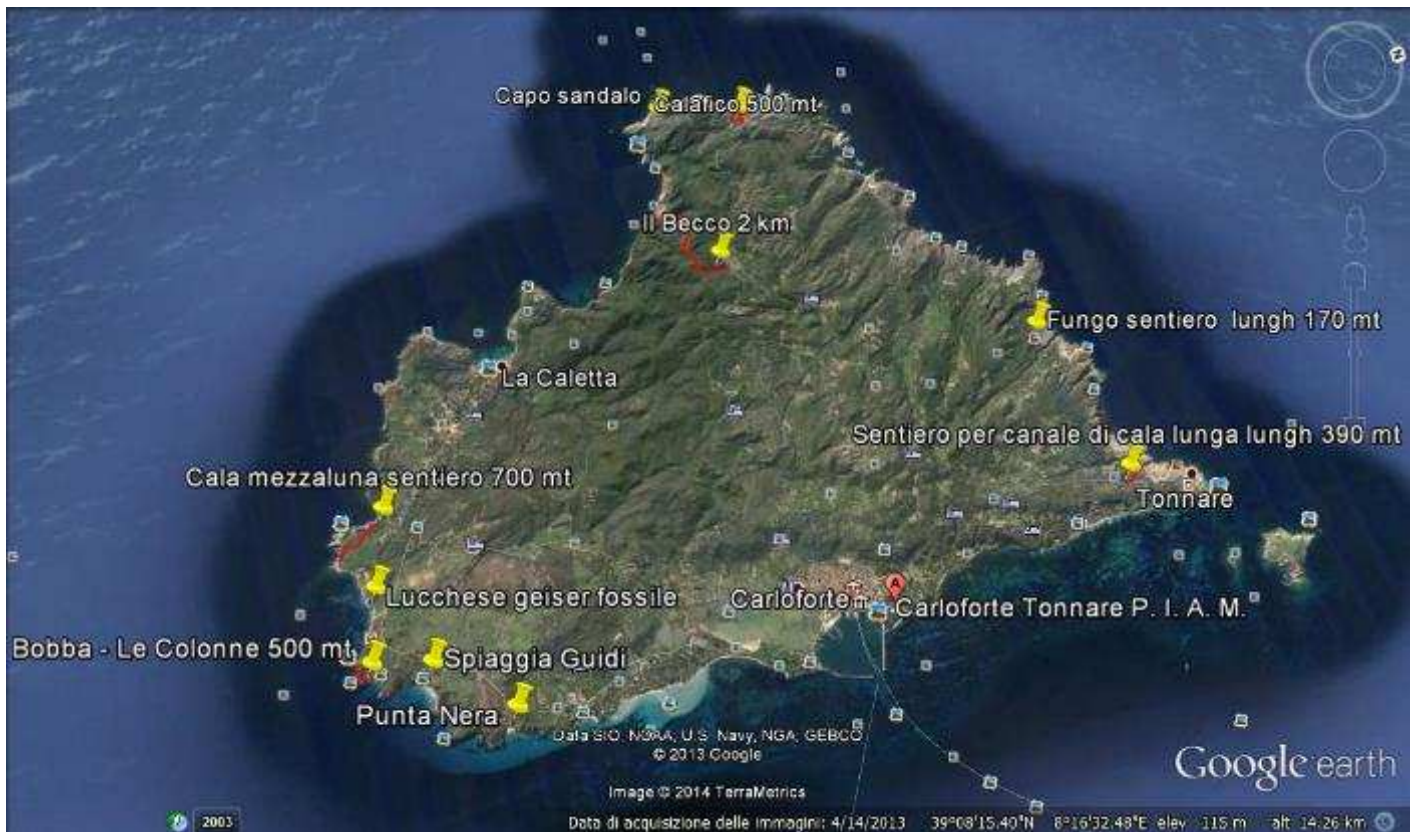 Capo sandalo
Calafico 500 mt
Il Becco 2 km
Fungo sentiero lungh 170 mt
La Caletta
Sentiero per canale di cala lunga lungh 390 mt
Cala mezzaluna sentiero 700 mt
Tonnare
Lucchese geiser fossile
Carloforte
A
Carloforte Tonnare P. I. A. M.
Bobba - Le Colonne 500 mt
Spiaggia Guidi
Punta Nera
Data SIO, NOAA, U.S. Navy, NGA, GEBCO
© 2013 Google
Google earth
Image © 2014 TerraMetrics
2003
Data di acquisizione delle immagini: 4/14/2013 39°08'15.40"N 8°16'32.48"E elev 115 m alt 14.26 km